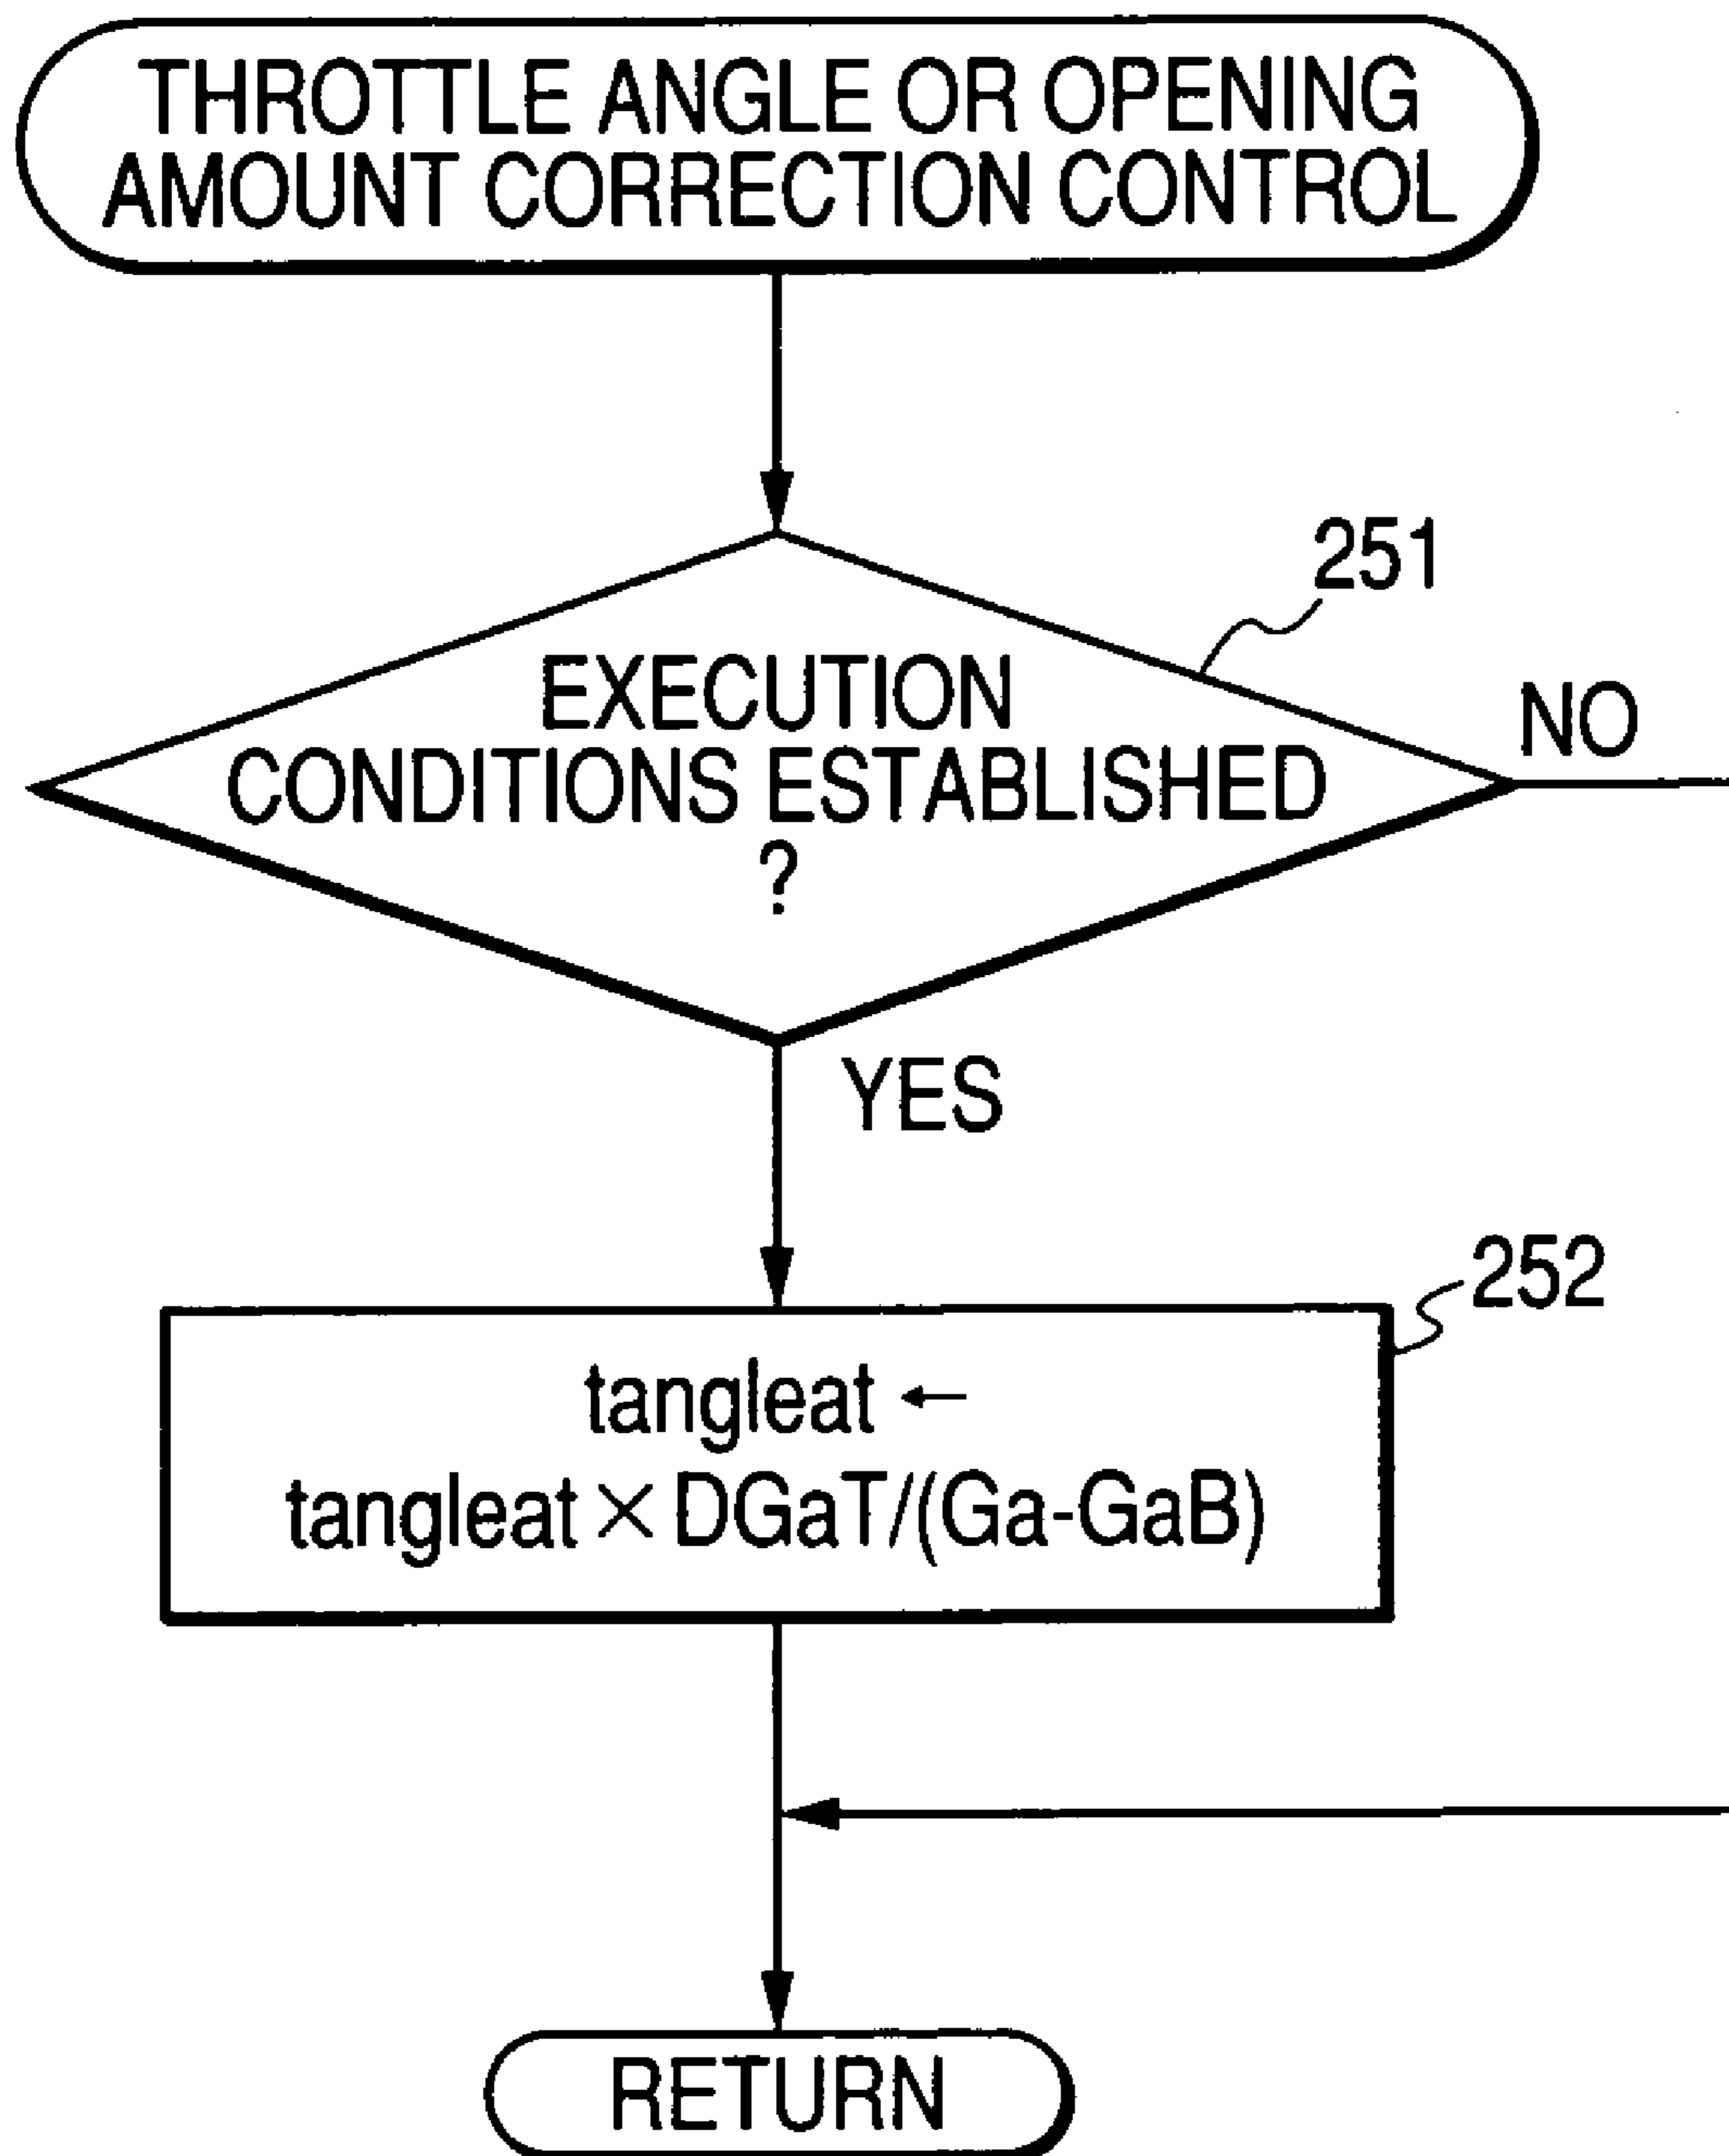 THROTTLE ANGLE OR OPENING
AMOUNT CORRECTION CONTROL
251
EXECUTION
CONDITIONS ESTABLISHED
?
NO
YES
252
tangleat ←
tangleat × DGaT/(Ga-GaB)
RETURN